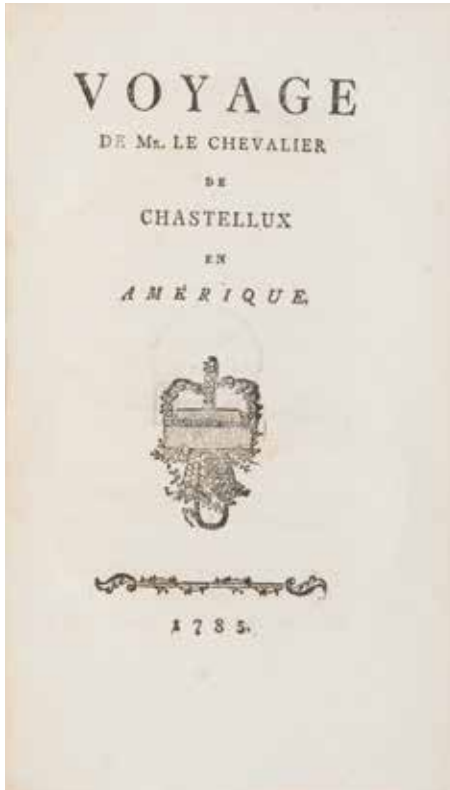 VOYAGE
DE MR. LE CHEVALIER
DE
CHASTELLUX
EN
AMÉRIQUE.
1785.